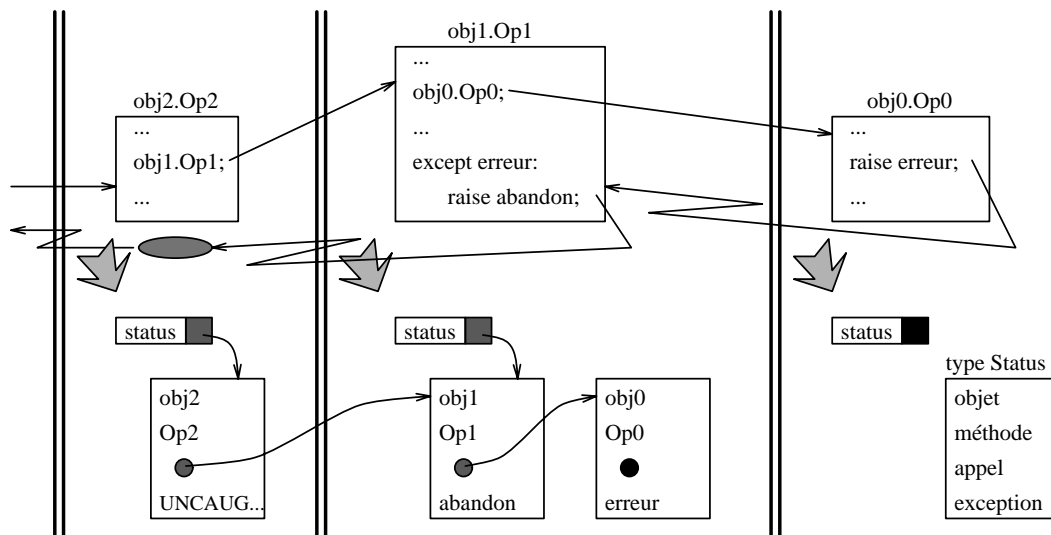 obj2.Op2
...
obj1.Op1;
...
obj1.Op1
...
obj0.Op0;
...
except erreur:
raise abandon;
obj0.Op0
...
raise erreur;
...
status
status
status
obj2
Op2
UNCAUG...
obj1
Op1
abandon
obj0
Op0
erreur
type Status
objet
méthode
appel
exception